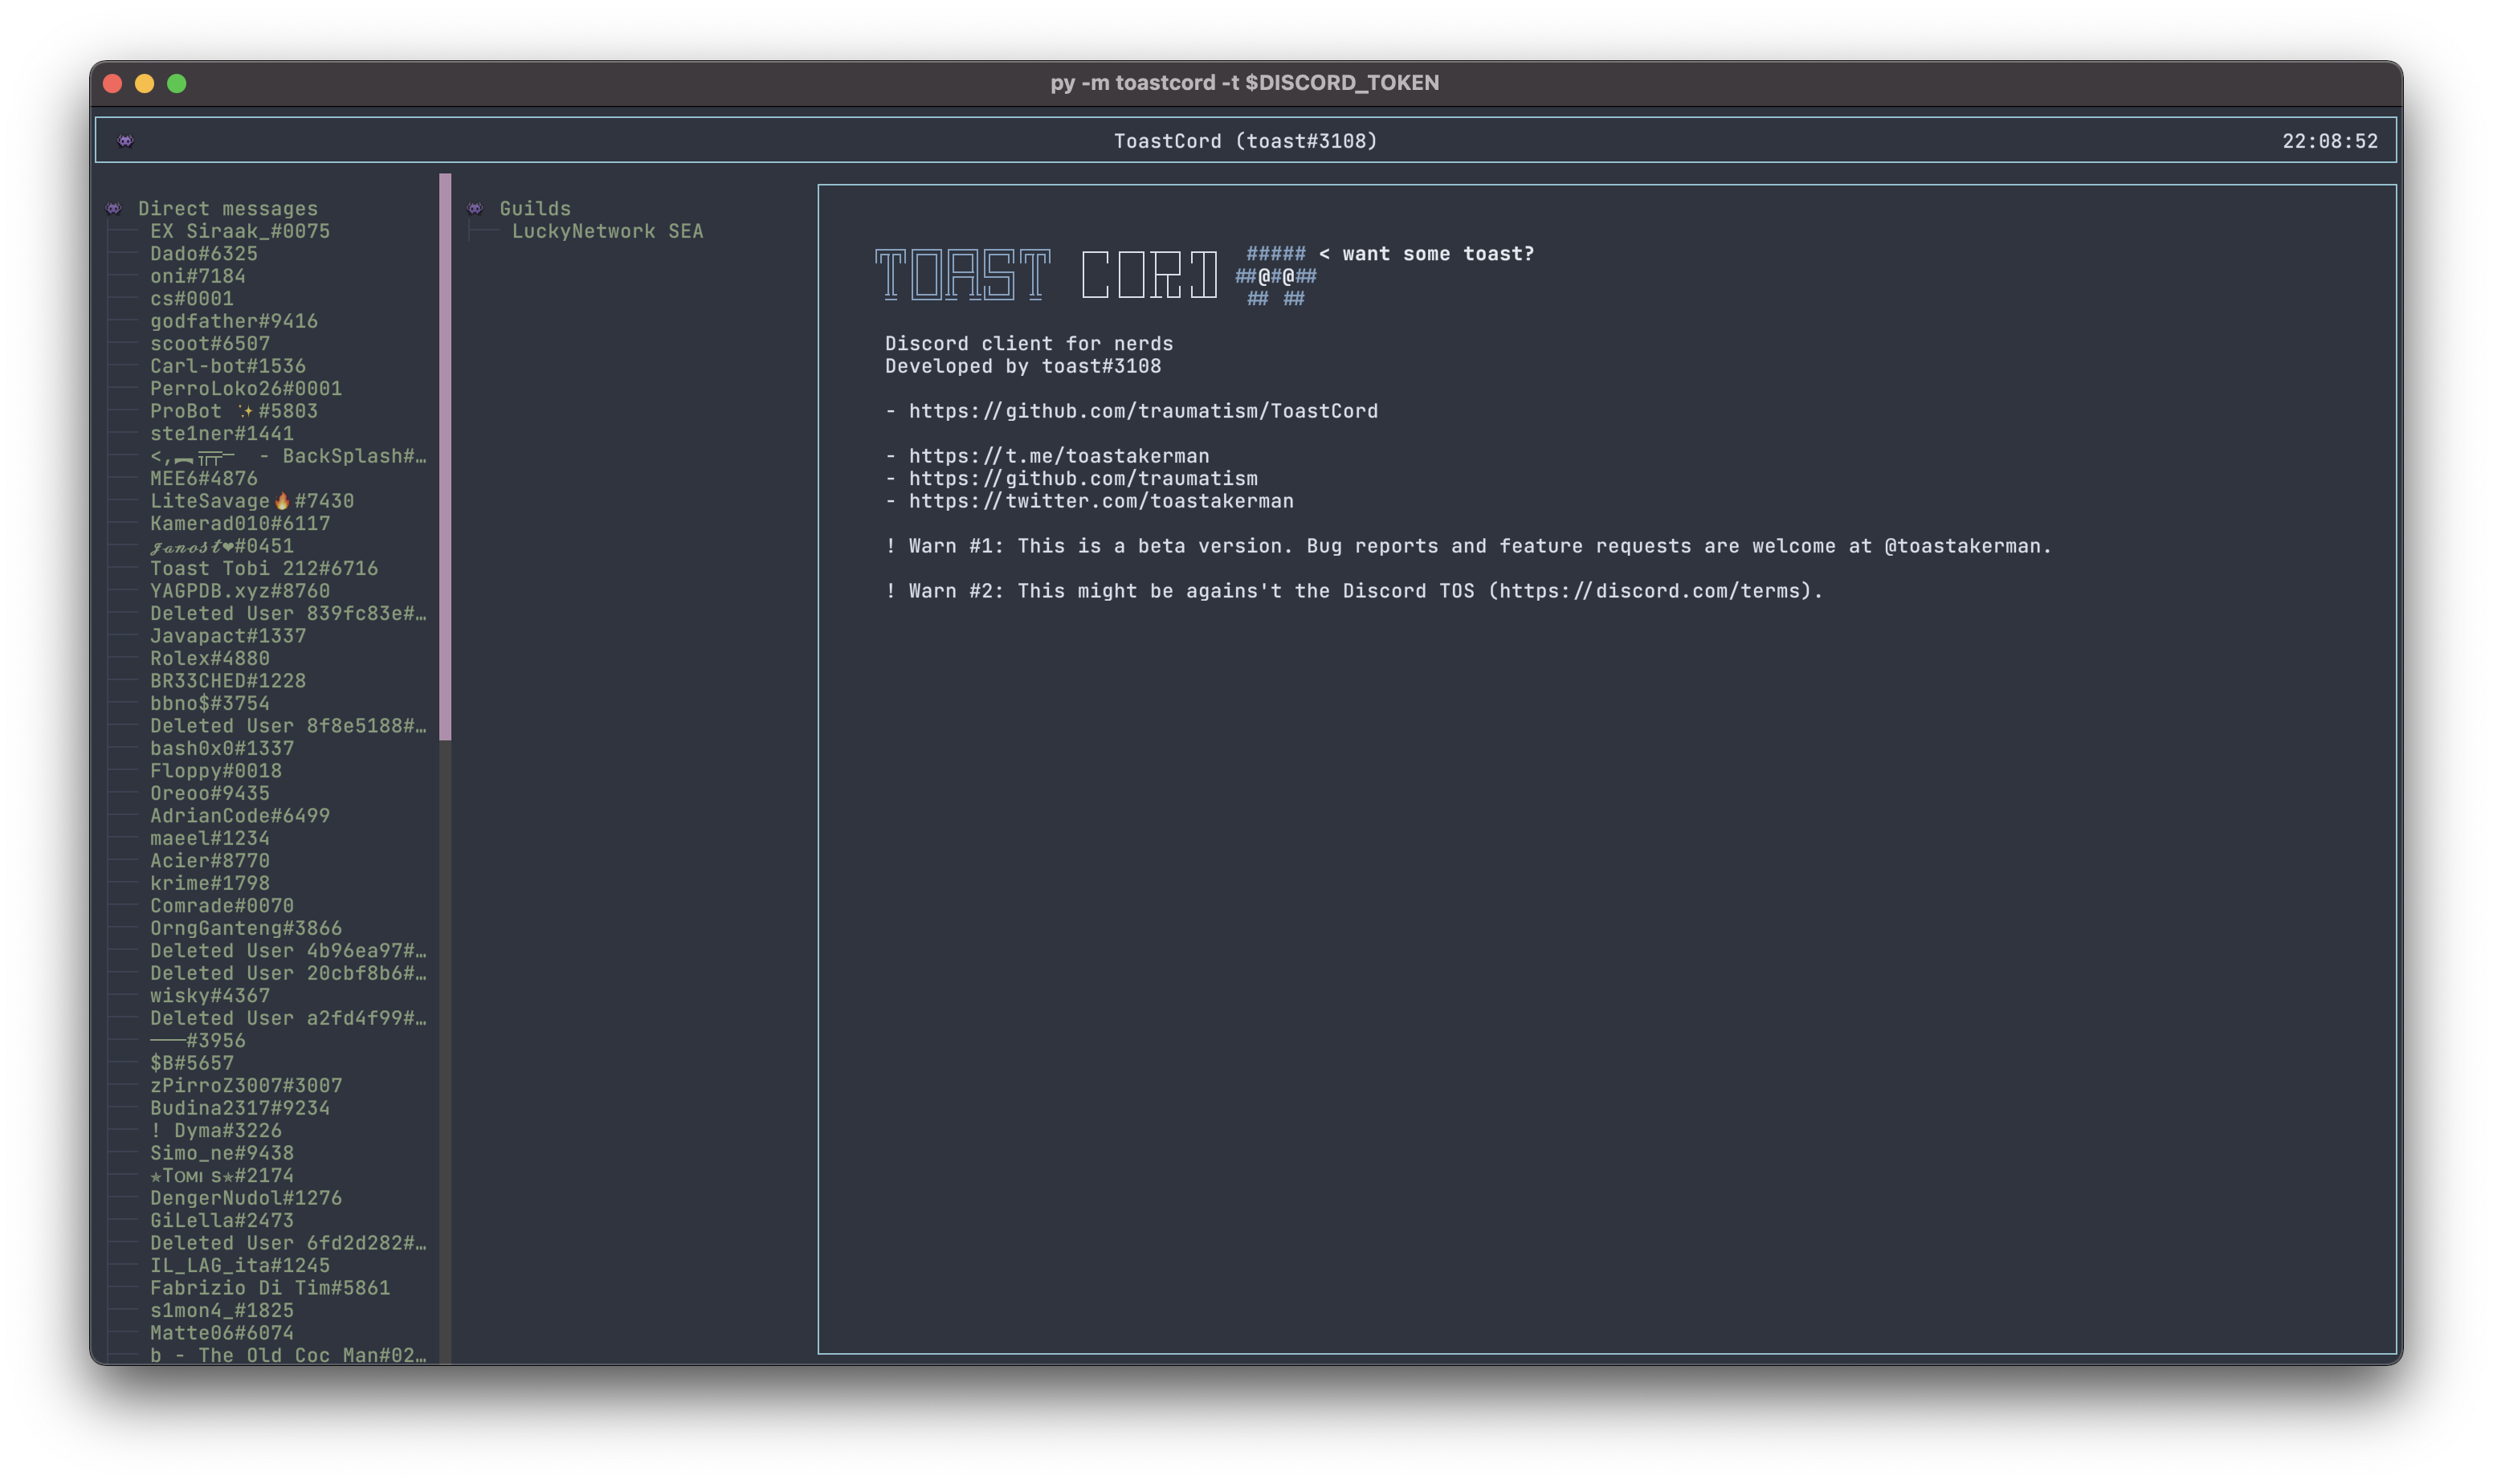 py -m toastcord -t $DISCORD_TOKEN
ToastCord (toast#3108)
22:08:52
Direct messages
EX Siraak_#0075
Dado#6325
oni#7184
cs#0001
godfather#9416
scoot#6507
Carl-bot#1536
PerroLoko26#0001
ProBot ✨#5803
ste1ner#1441
<,︻╦╤─  - BackSplash#…
MEE6#4876
LiteSavage🔥#7430
Kamerad010#6117
𝓳𝓪𝓷𝓸𝓼𝓽❤#0451
Toast Tobi 212#6716
YAGPDB.xyz#8760
Deleted User 839fc83e#…
Javapact#1337
Rolex#4880
BR33CHED#1228
bbno$#3754
Deleted User 8f8e5188#…
bash0x0#1337
Floppy#0018
Oreoo#9435
AdrianCode#6499
maeel#1234
Acier#8770
krime#1798
Comrade#0070
OrngGanteng#3866
Deleted User 4b96ea97#…
Deleted User 20cbf8b6#…
wisky#4367
Deleted User a2fd4f99#…
───#3956
$B#5657
zPirroZ3007#3007
Budina2317#9234
! Dyma#3226
Simo_ne#9438
✯Tᴏᴍɪ s✯#2174
DengerNudol#1276
GiLella#2473
Deleted User 6fd2d282#…
IL_LAG_ita#1245
Fabrizio Di Tim#5861
s1mon4_#1825
Matte06#6074
b - The Old Coc Man#02…
Guilds
LuckyNetwork SEA
TOAST CORD
##### < want some toast?
##@#@##
## ##
Discord client for nerds
Developed by toast#3108
- https://github.com/traumatism/ToastCord
- https://t.me/toastakerman
- https://github.com/traumatism
- https://twitter.com/toastakerman
! Warn #1: This is a beta version. Bug reports and feature requests are welcome at @toastakerman.
! Warn #2: This might be agains't the Discord TOS (https://discord.com/terms).